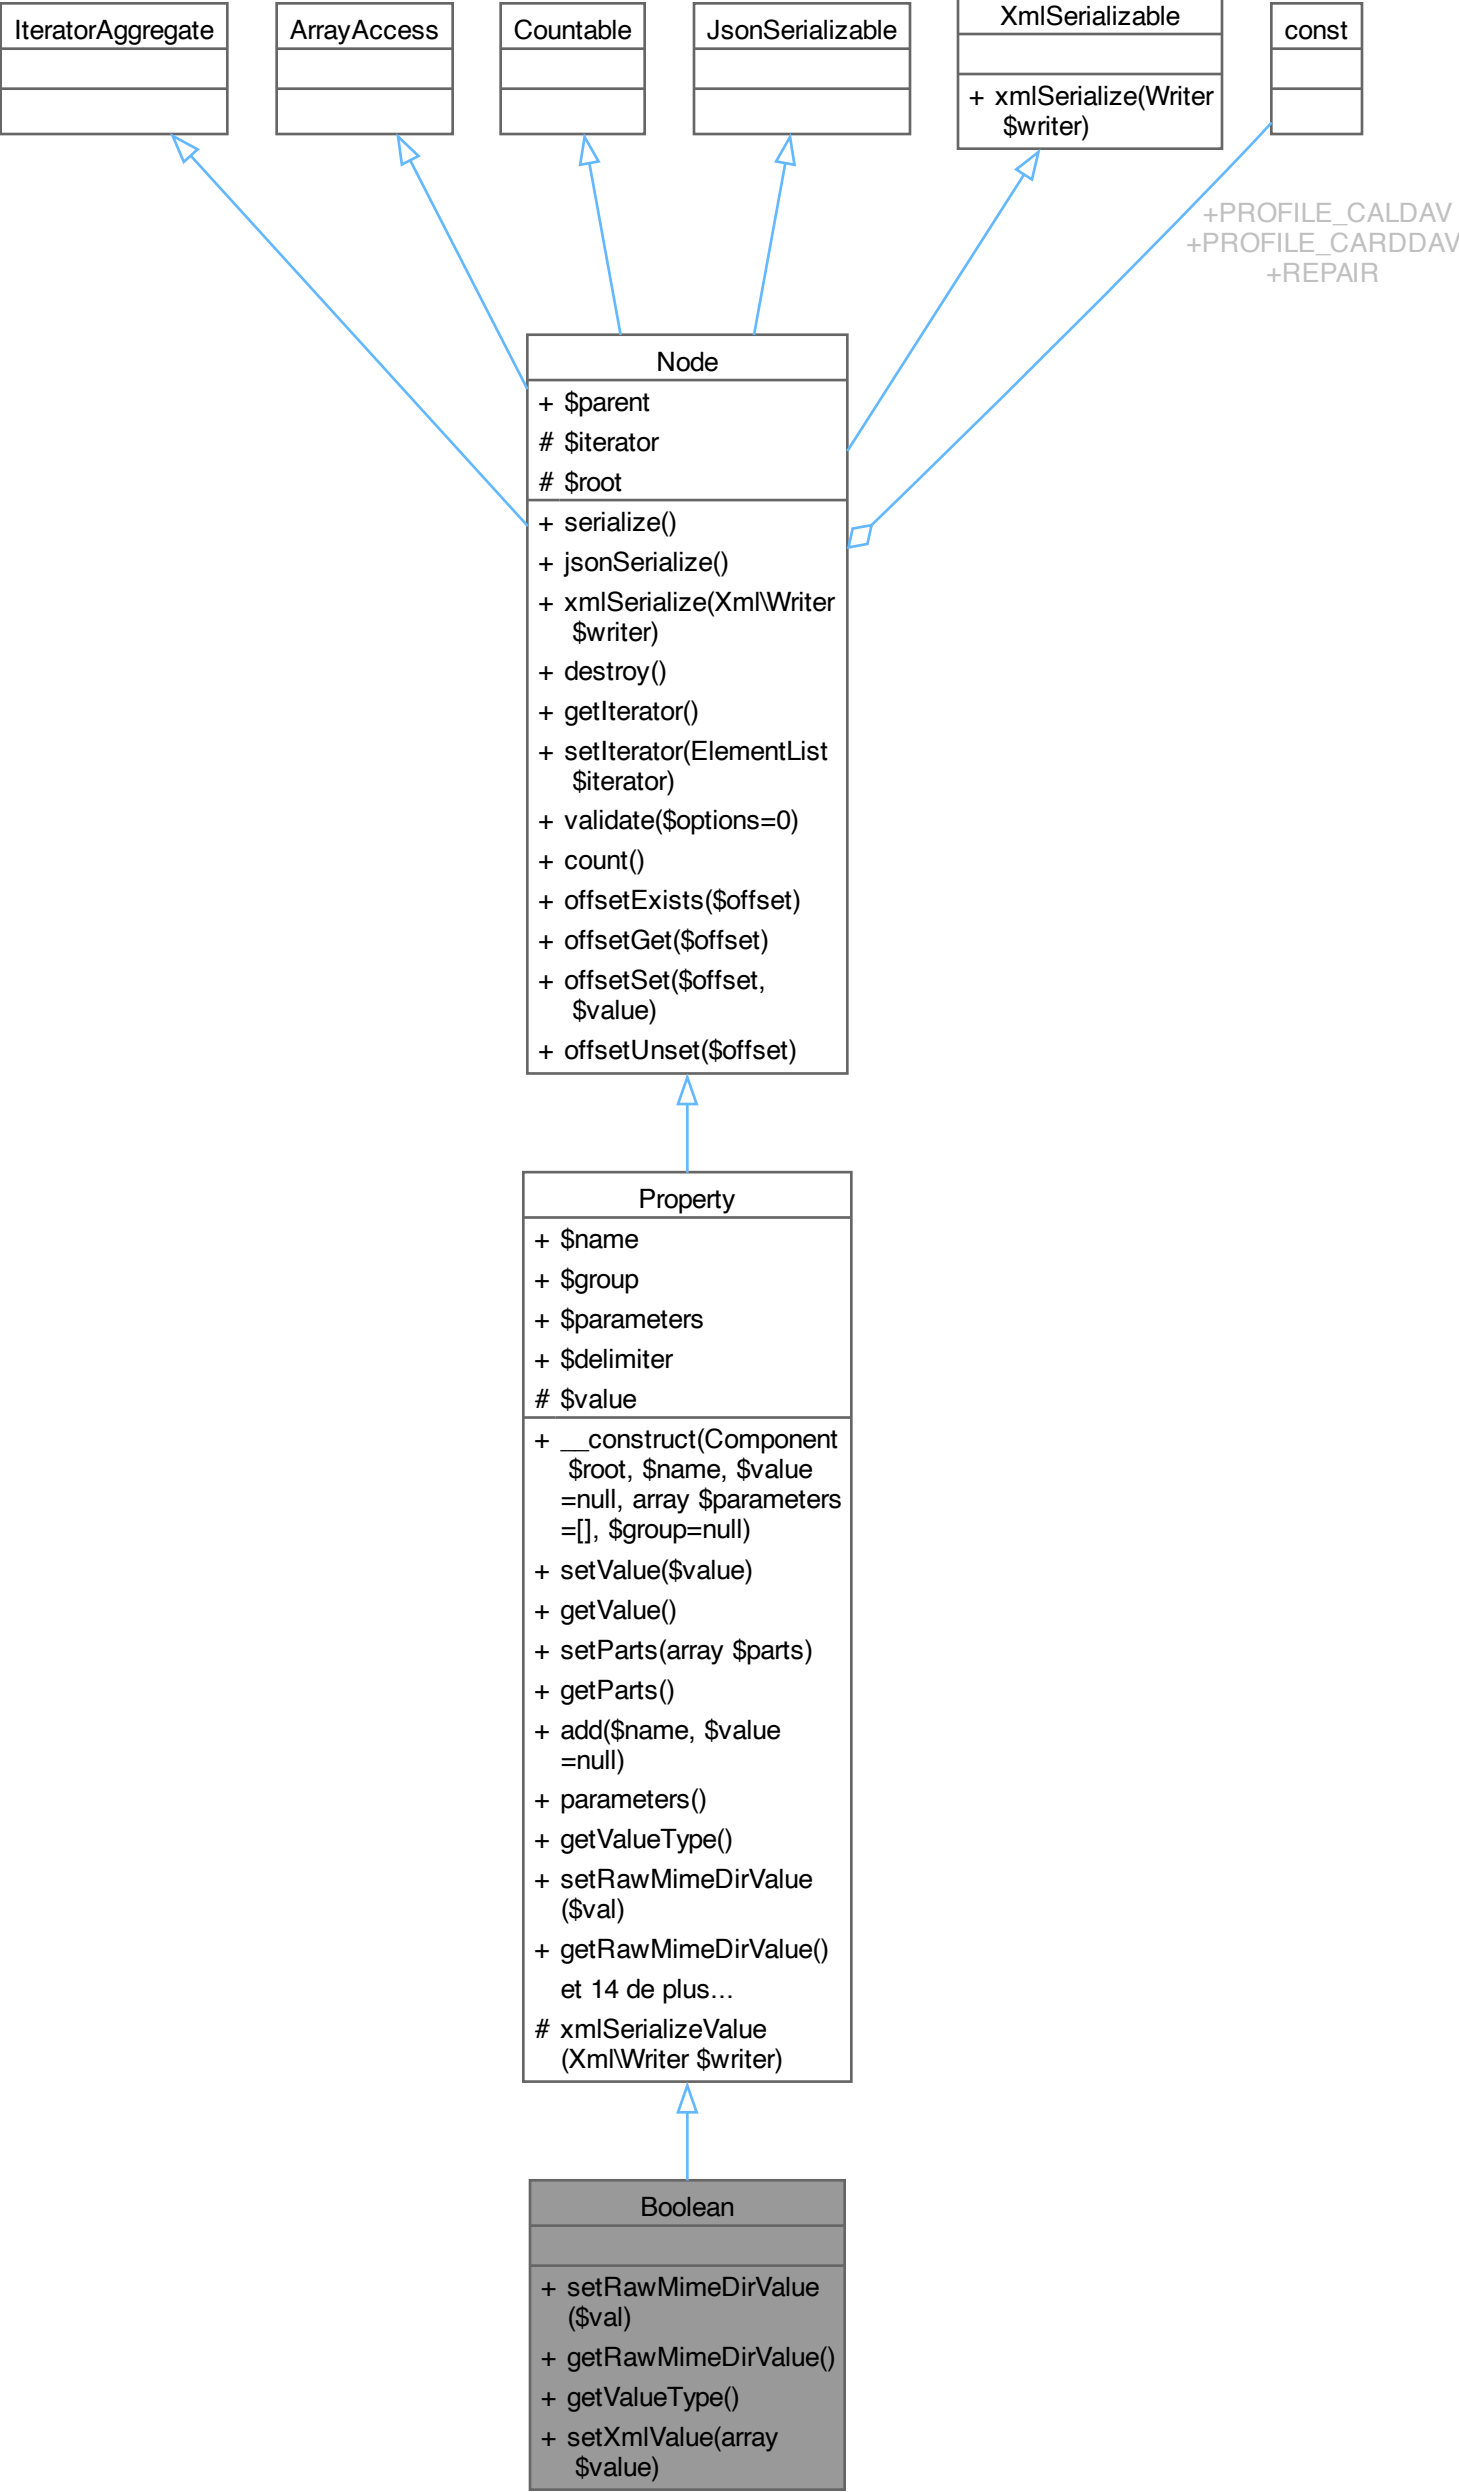 IteratorAggregate
ArrayAccess
Countable
JsonSerializable
XmlSerializable
+ xmlSerialize(Writer
$writer)
const
+PROFILE_CALDAV
+PROFILE_CARDDAV
+REPAIR
Node
+ $parent
# $iterator
# $root
+ serialize()
+ jsonSerialize()
+ xmlSerialize(Xml\Writer
$writer)
+ destroy()
+ getIterator()
+ setIterator(ElementList
$iterator)
+ validate($options=0)
+ count()
+ offsetExists($offset)
+ offsetGet($offset)
+ offsetSet($offset,
$value)
+ offsetUnset($offset)
Property
+ $name
+ $group
+ $parameters
+ $delimiter
# $value
+ __construct(Component
$root, $name, $value
=null, array $parameters
=[], $group=null)
+ setValue($value)
+ getValue()
+ setParts(array $parts)
+ getParts()
+ add($name, $value
=null)
+ parameters()
+ getValueType()
+ setRawMimeDirValue
($val)
+ getRawMimeDirValue()
et 14 de plus...
# xmlSerializeValue
(Xml\Writer $writer)
Boolean
+ setRawMimeDirValue
($val)
+ getRawMimeDirValue()
+ getValueType()
+ setXmlValue(array
$value)